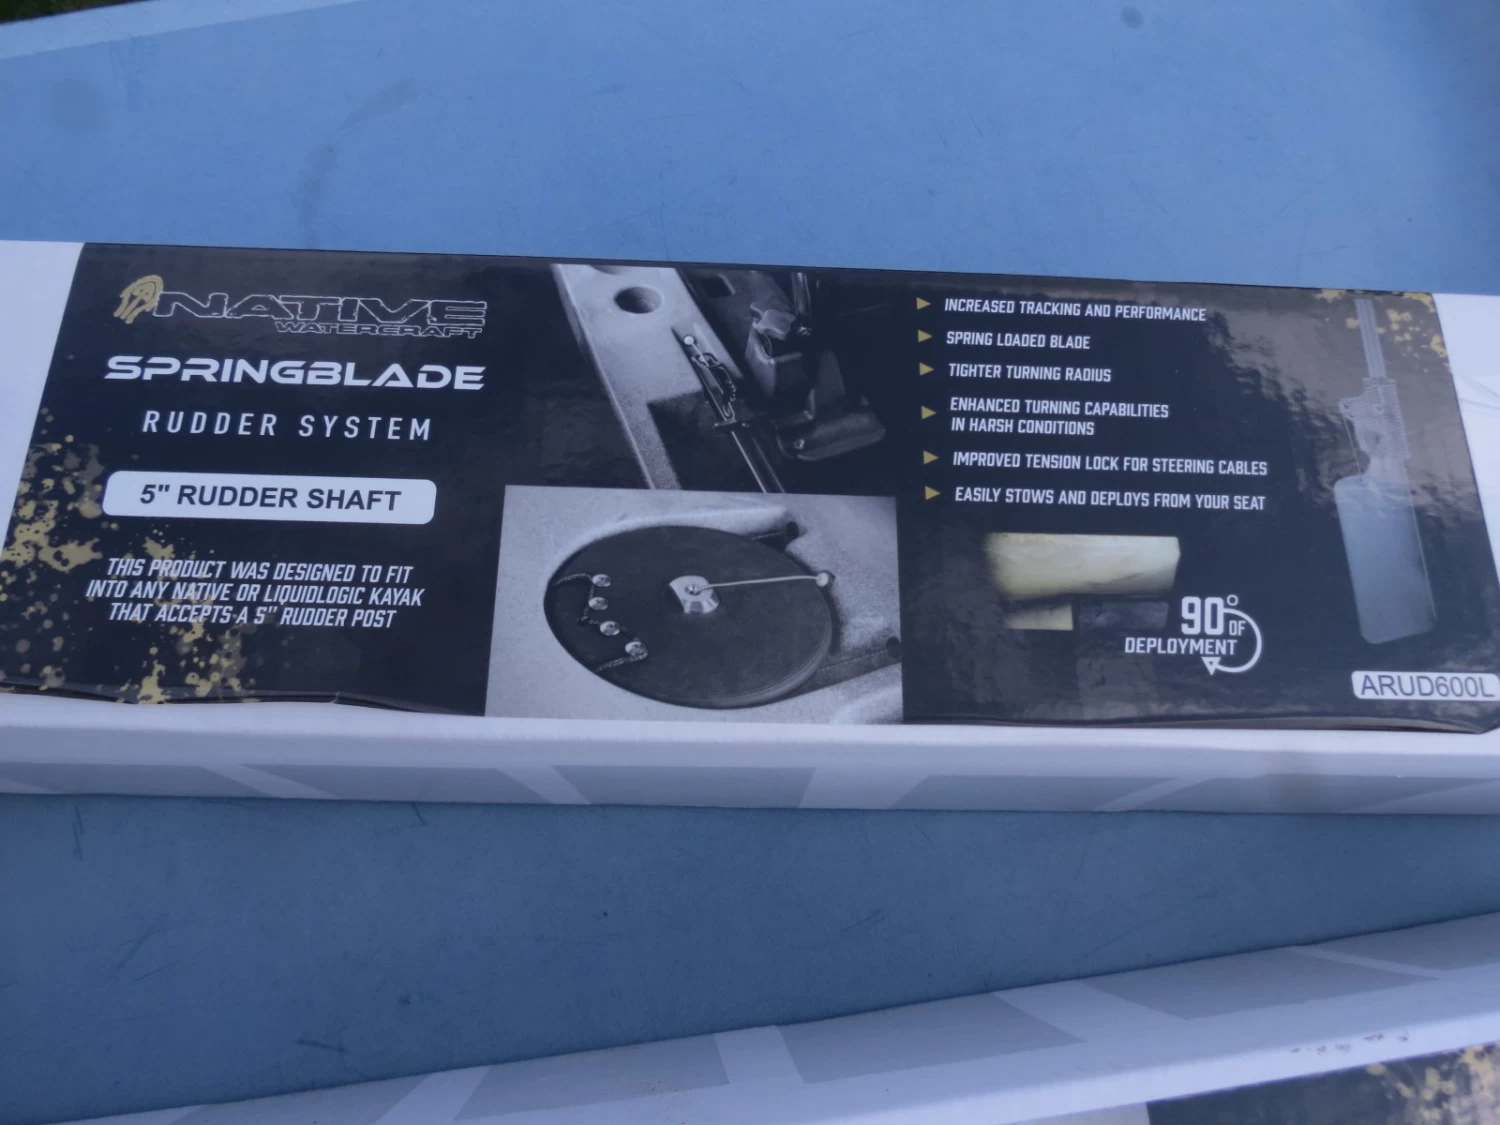 NATIVE
WATERCRAFT
SPRINGBLADE
RUDDER SYSTEM
5" RUDDER SHAFT
THIS PRODUCT WAS DESIGNED TO FIT
INTO ANY NATIVE OR LIQUIDLOGIC KAYAK
THAT ACCEPTS A 5" RUDDER POST
INCREASED TRACKING AND PERFORMANCE
SPRING LOADED BLADE
TIGHTER TURNING RADIUS
ENHANCED TURNING CAPABILITIES
IN HARSH CONDITIONS
IMPROVED TENSION LOCK FOR STEERING CABLES
EASILY STOWS AND DEPLOYS FROM YOUR SEAT
90° OF
DEPLOYMENT
ARUD600L